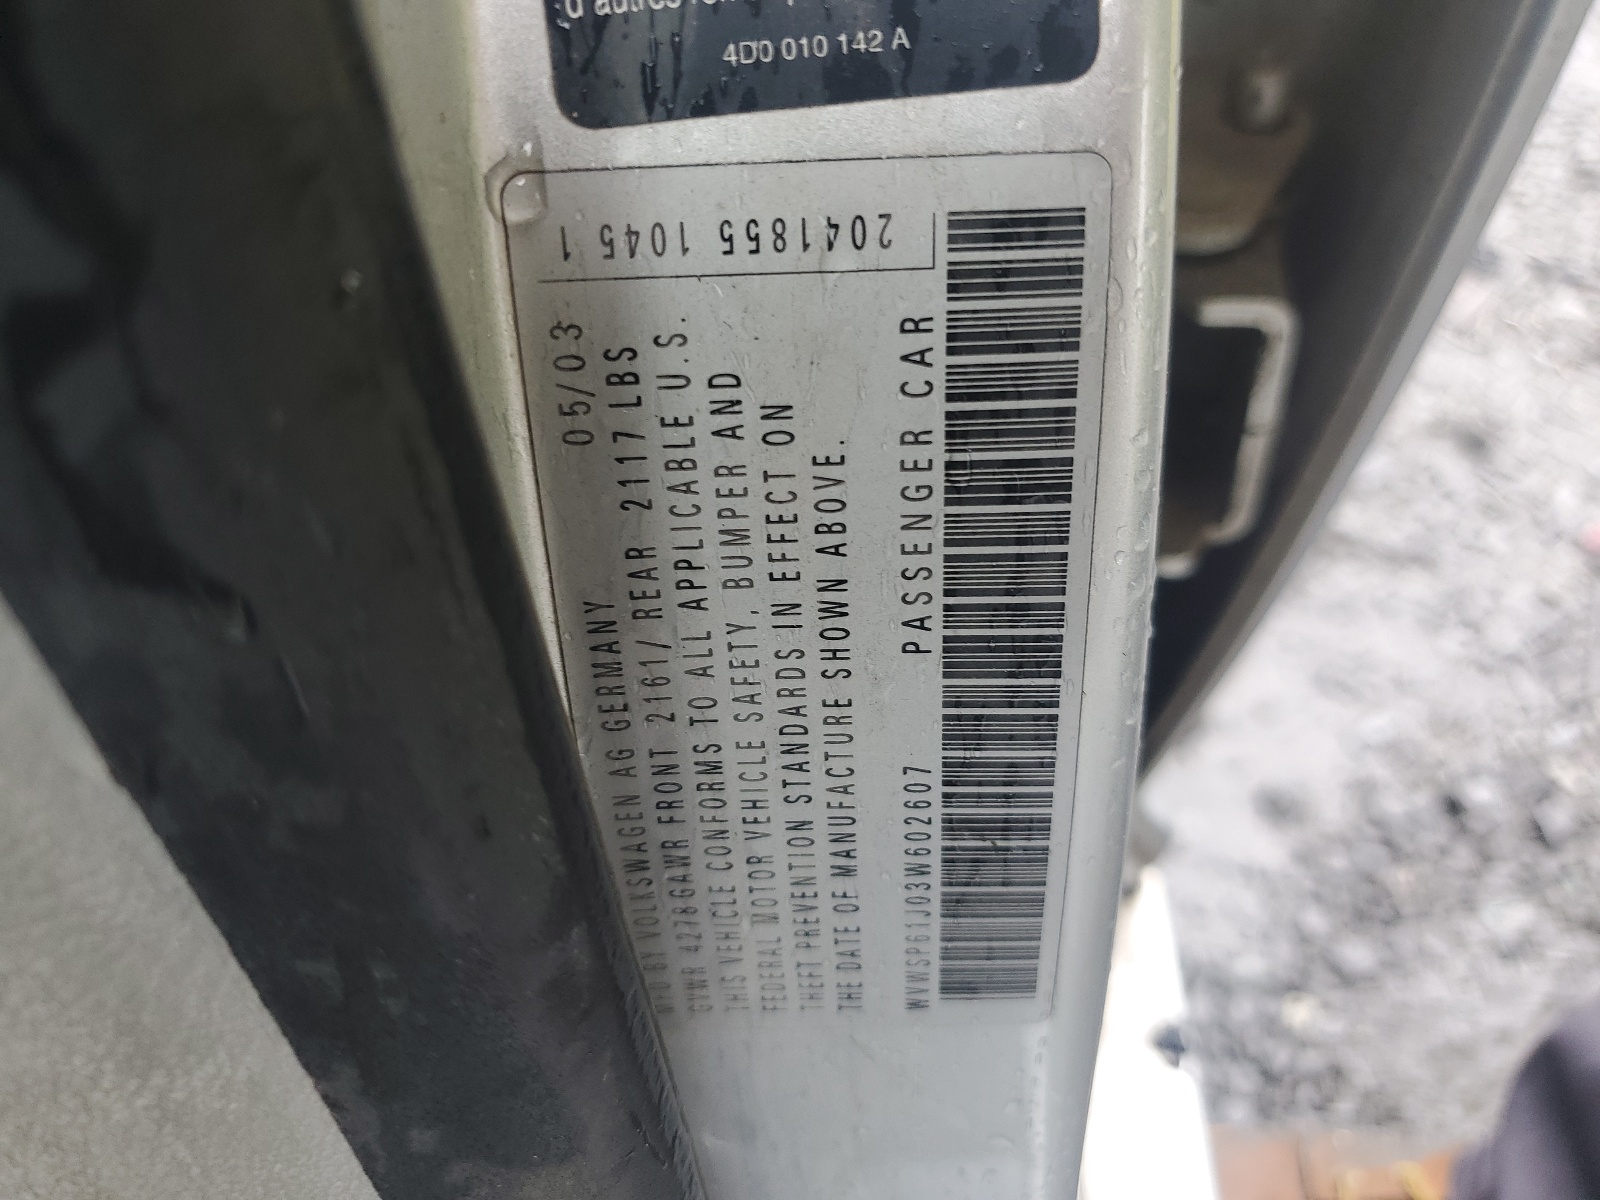 4D0 010 142 A
2041855 1045 1
05/03
MFD BY VOLKSWAGEN AG GERMANY
GVWR 4278GAWR FRONT 2161/ REAR 2117 LBS
THIS VEHICLE CONFORMS TO ALL APPLICABLE U.S.
FEDERAL MOTOR VEHICLE SAFETY, BUMPER AND
THEFT PREVENTION STANDARDS IN EFFECT ON
THE DATE OF MANUFACTURE SHOWN ABOVE.
WVWSP61J03W602607 PASSENGER CAR